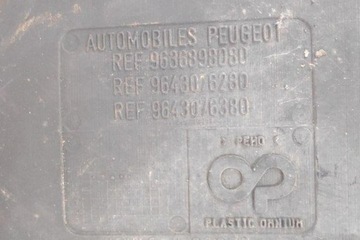 AUTOMOBILES PEUGEOT
REF 9636898080
REF 9643076280
REF 9643076380
PEHD
PLASTIC OMNIUM